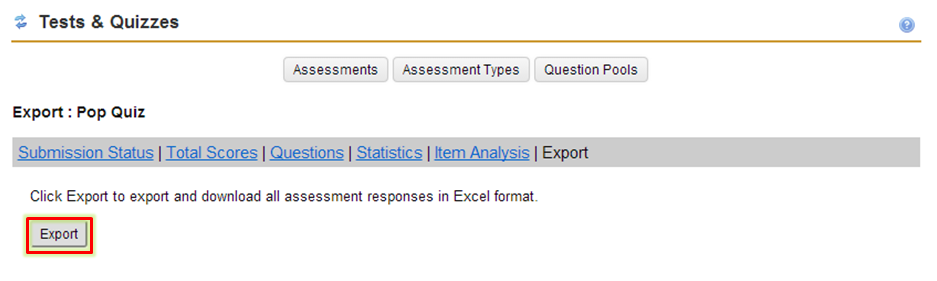 Tests & Quizzes
Assessments Assessment Types Question Pools
Export : Pop Quiz
Submission Status | Total Scores | Questions | Statistics | Item Analysis | Export
Click Export to export and download all assessment responses in Excel format.
Export